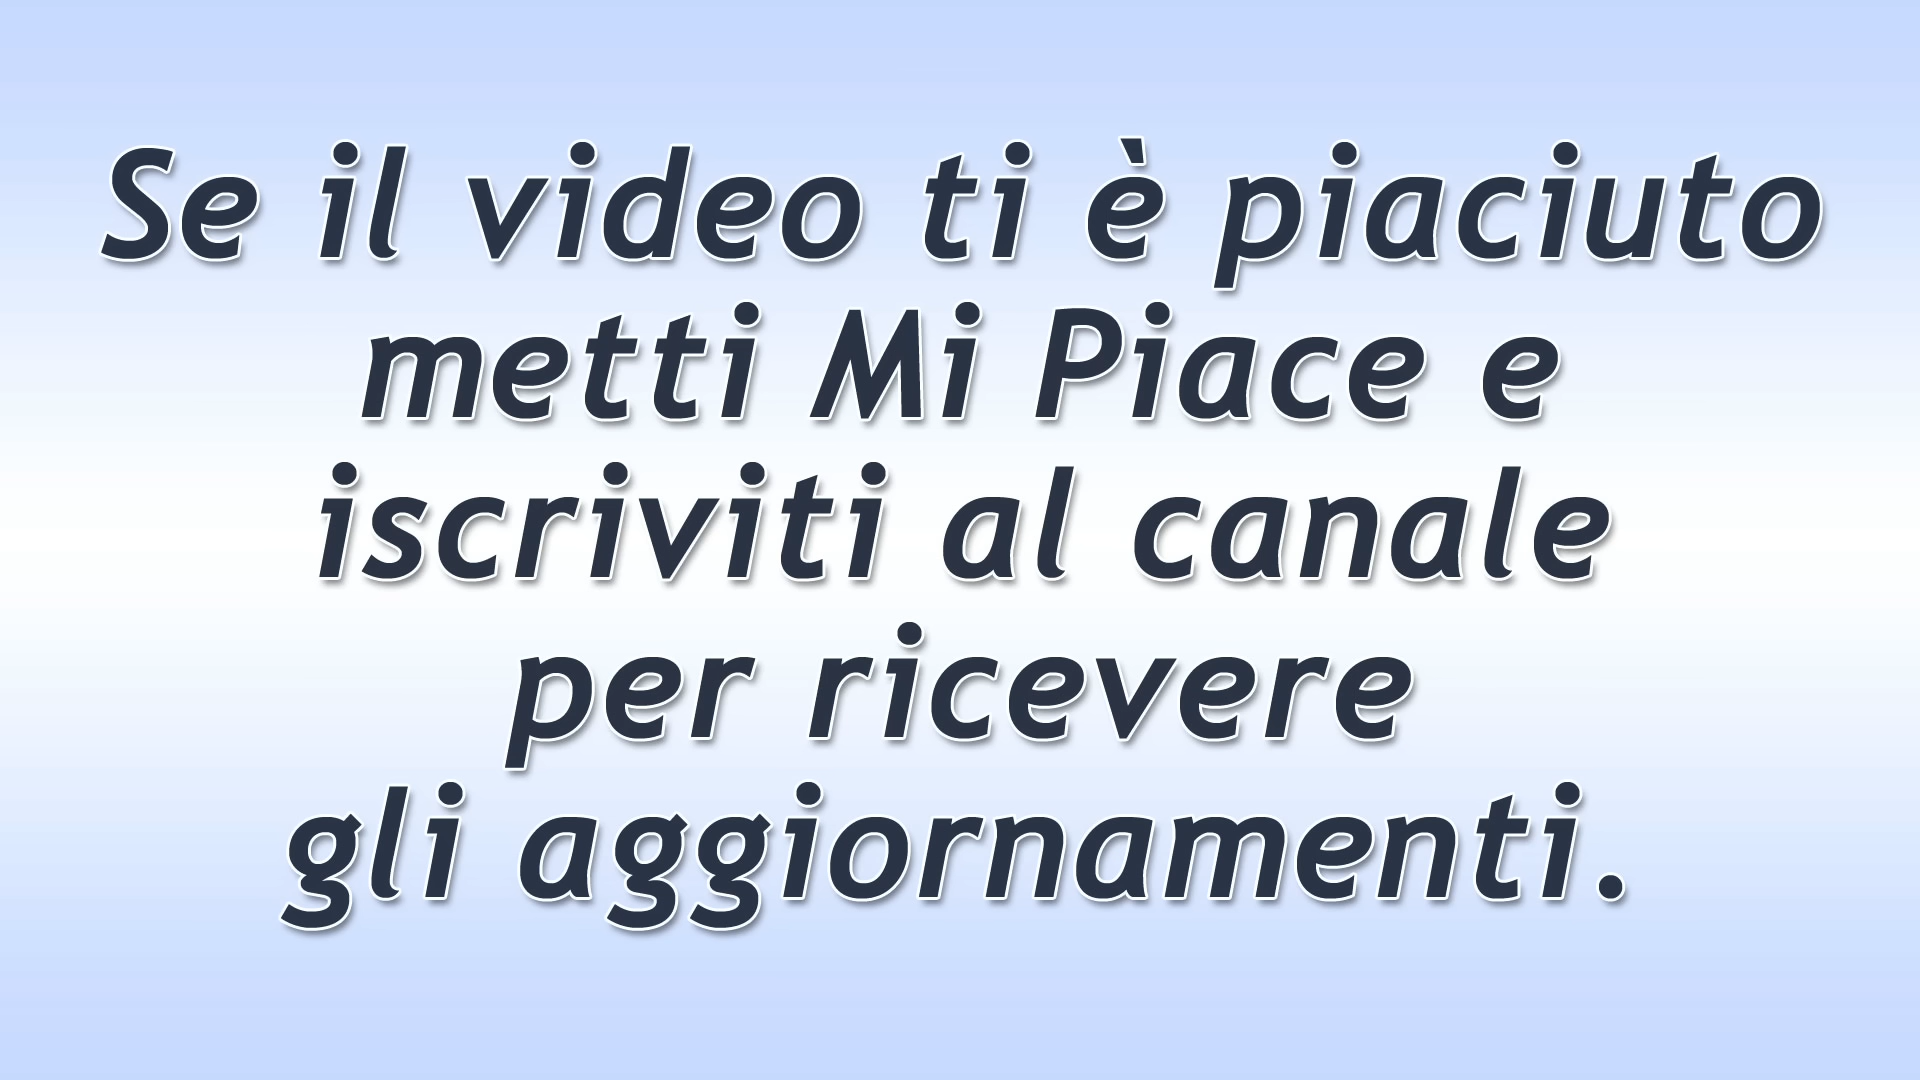 Se il video ti è piaciuto
metti Mi Piace e
iscriviti al canale
per ricevere
gli aggiornamenti.